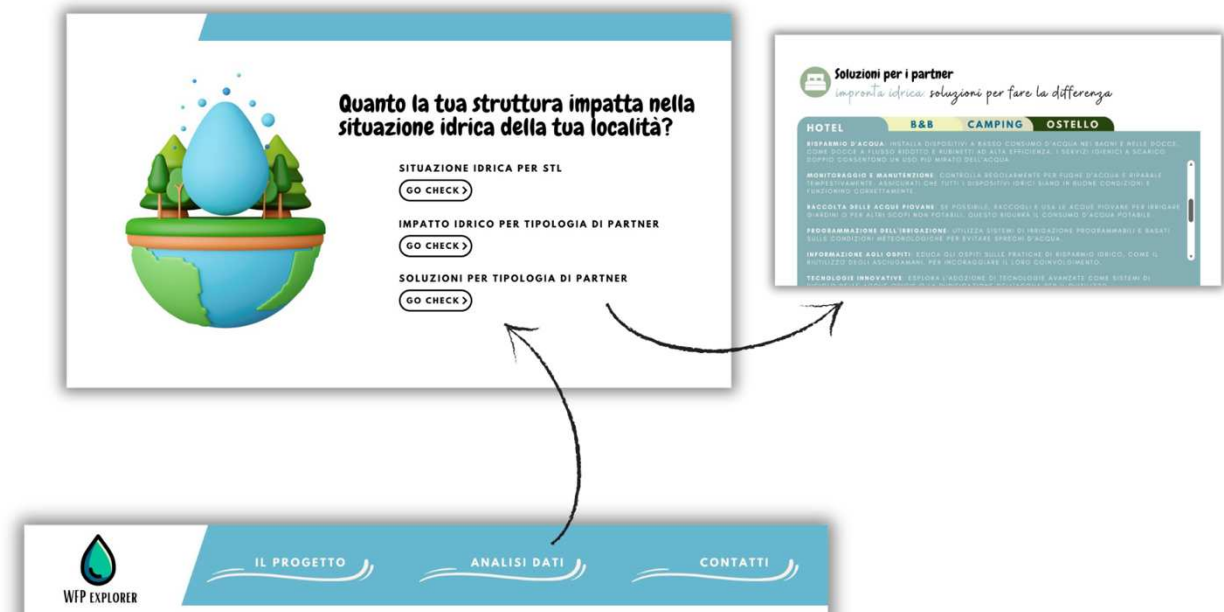 Quanto la tua struttura impatta nella
situazione idrica della tua località?
SITUAZIONE IDRICA PER STL
GO CHECK >
IMPATTO IDRICO PER TIPOLOGIA DI PARTNER
GO CHECK >
SOLUZIONI PER TIPOLOGIA DI PARTNER
GO CHECK >
Soluzioni per i partner
impronta idrica: soluzioni per fare la differenza
HOTEL B&B CAMPING OSTELLO
RISPARMIO D'ACQUA: INSTALLA DISPOSITIVI A BASSO CONSUMO D'ACQUA NEI BAGNI E NELLE DOCCE,
COME DOCCE A FLUSSO RIDOTTO E RUBINETTI AD ALTA EFFICIENZA. I SERVIZI IGIENICI A SCARICO
DOPPIO CONSENTONO UN USO PIÙ MIRATO DELL'ACQUA.
MONITORAGGIO E MANUTENZIONE: CONTROLLA REGOLARMENTE PER FUGHE D'ACQUA E RIPARALE
TEMPESTIVAMENTE. ASSICURATI CHE TUTTI I DISPOSITIVI IDRICI SIANO IN BUONE CONDIZIONI E
FUNZIONINO CORRETTAMENTE.
RACCOLTA DELLE ACQUE PIOVANE: SE POSSIBILE, RACCOGLI E USA LE ACQUE PIOVANE PER IRRIGARE
GIARDINI O PER ALTRI SCOPI NON POTABILI, QUESTO RIDURRÀ IL CONSUMO D'ACQUA POTABILE.
PROGRAMMAZIONE DELL'IRRIGAZIONE: UTILIZZA SISTEMI DI IRRIGAZIONE PROGRAMMABILI E BASATI
SULLE CONDIZIONI METEOROLOGICHE PER EVITARE SPRECHI D'ACQUA.
INFORMAZIONE AGLI OSPITI: EDUCA GLI OSPITI SULLE PRATICHE DI RISPARMIO IDRICO, COME IL
RIUTILIZZO DEGLI ASCIUGAMANI, PER INCORAGGIARE IL LORO COINVOLGIMENTO.
TECNOLOGIE INNOVATIVE: ESPLORA L'ADOZIONE DI TECNOLOGIE AVANZATE COME SISTEMI DI
WFP EXPLORER
IL PROGETTO
ANALISI DATI
CONTATTI